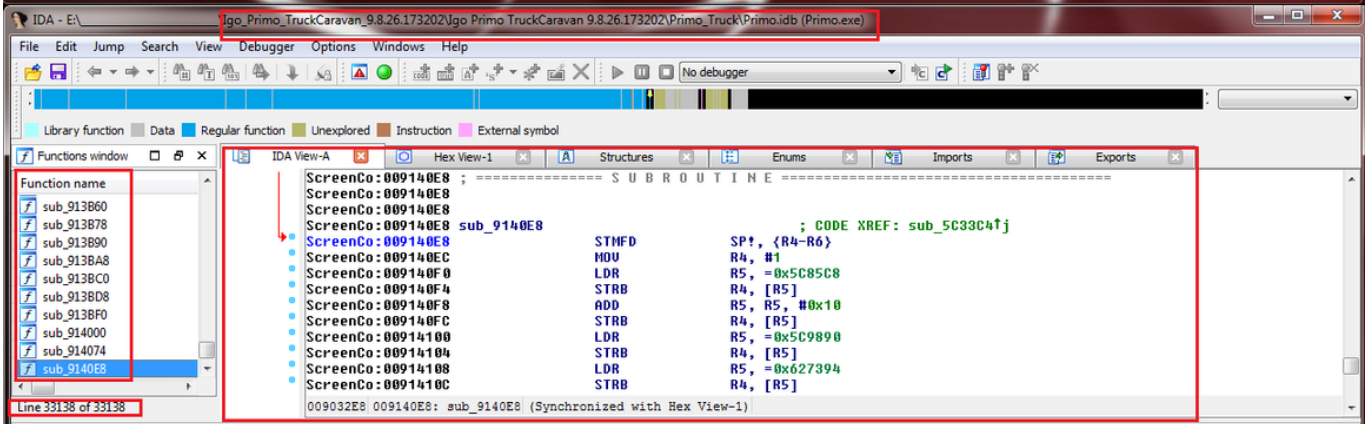 IDA - E:\ \Igo_Primo_TruckCaravan_9.8.26.173202\Igo Primo TruckCaravan 9.8.26.173202\Primo_Truck\Primo.idb (Primo.exe)
File Edit Jump Search View Debugger Options Windows Help
No debugger
Library function Data Regular function Unexplored Instruction External symbol
Functions window IDA View-A Hex View-1 Structures Enums Imports Exports
Function name
sub_913B60
sub_913B78
sub_913B90
sub_913BA8
sub_913BC0
sub_913BD8
sub_913BF0
sub_914000
sub_914074
sub_9140E8
Line 33138 of 33138
ScreenCo:009140E8 ; =============== S U B R O U T I N E =======================================
ScreenCo:009140E8
ScreenCo:009140E8
ScreenCo:009140E8 sub_9140E8 ; CODE XREF: sub_5C33C4↑j
ScreenCo:009140E8 STMFD SP!, {R4-R6}
ScreenCo:009140EC MOV R4, #1
ScreenCo:009140F0 LDR R5, =0x5C85C8
ScreenCo:009140F4 STRB R4, [R5]
ScreenCo:009140F8 ADD R5, R5, #0x10
ScreenCo:009140FC STRB R4, [R5]
ScreenCo:00914100 LDR R5, =0x5C9890
ScreenCo:00914104 STRB R4, [R5]
ScreenCo:00914108 LDR R5, =0x627394
ScreenCo:0091410C STRB R4, [R5]
009032E8 009140E8: sub_9140E8 (Synchronized with Hex View-1)